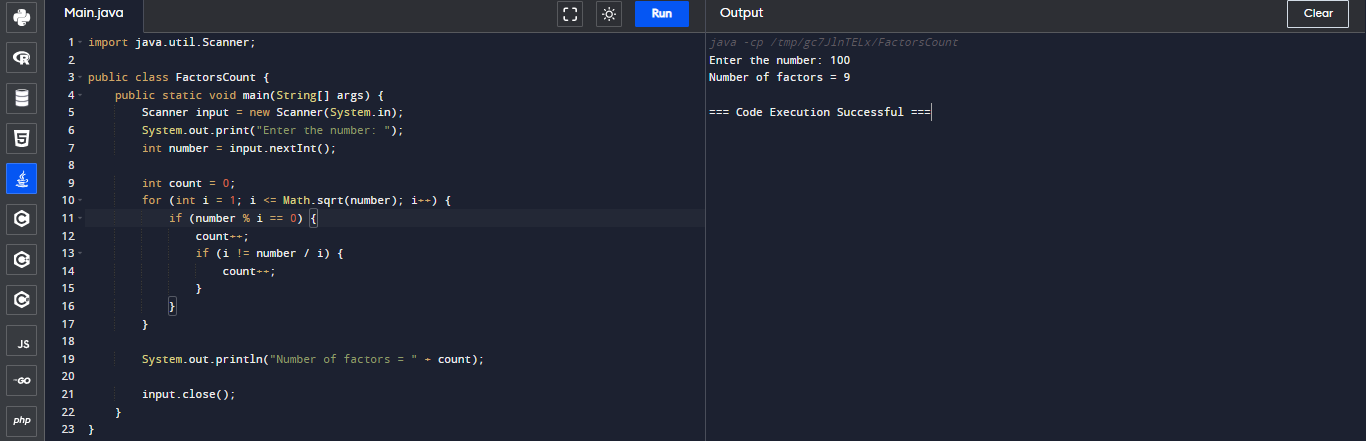 Main.java
Run
Output
Clear
1 import java.util.Scanner;
2
3 public class FactorsCount {
4 public static void main(String[] args) {
5 Scanner input = new Scanner(System.in);
6 System.out.print("Enter the number: ");
7 int number = input.nextInt();
8
9 int count = 0;
10 for (int i = 1; i <= Math.sqrt(number); i++) {
11 if (number % i == 0) {
12 count++;
13 if (i != number / i) {
14 count++;
15 }
16 }
17 }
18
19 System.out.println("Number of factors = " + count);
20
21 input.close();
22 }
23 }
java -cp /tmp/gc7JlnTELx/FactorsCount
Enter the number: 100
Number of factors = 9
=== Code Execution Successful ===
R
5
C
C
C
JS
GO
php